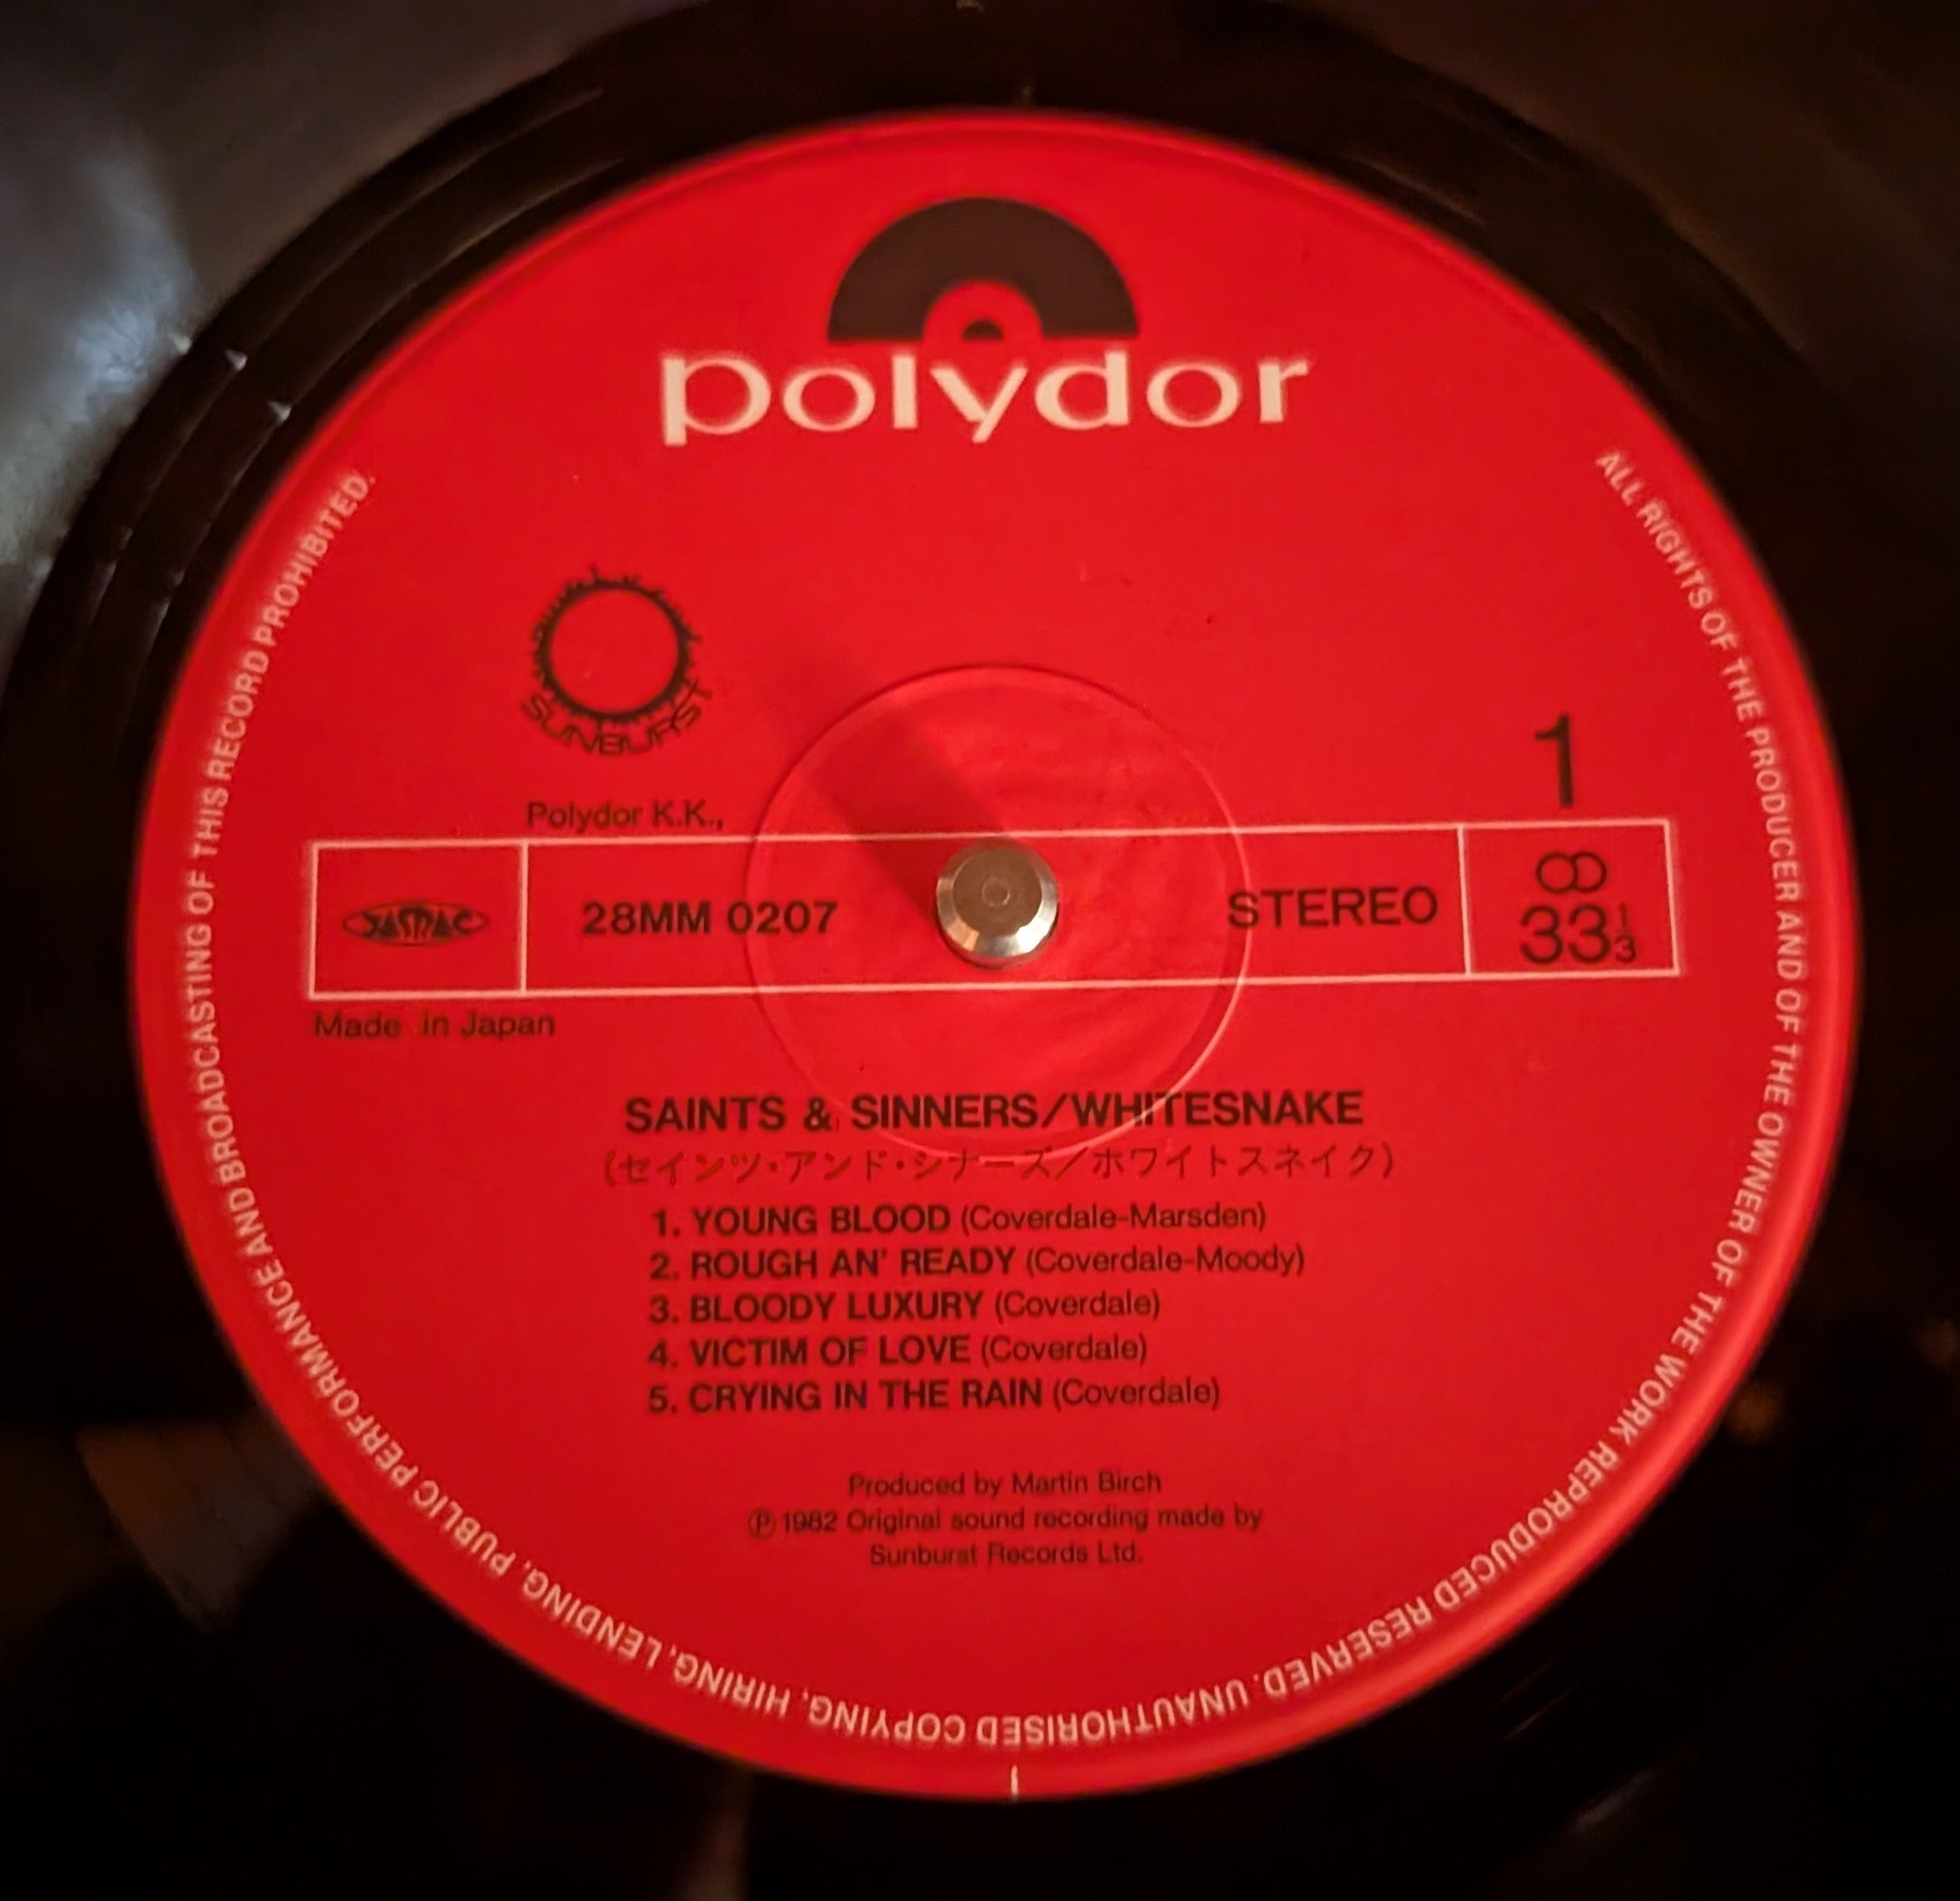 polydor
SUNBURST
1
Polydor K.K.,
JASRAC
28MM 0207
STEREO
33 1/3
Made in Japan
SAINTS & SINNERS/WHITESNAKE
(セインツ・アンド・シナーズ/ホワイトスネイク)
1. YOUNG BLOOD (Coverdale-Marsden)
2. ROUGH AN' READY (Coverdale-Moody)
3. BLOODY LUXURY (Coverdale)
4. VICTIM OF LOVE (Coverdale)
5. CRYING IN THE RAIN (Coverdale)
Produced by Martin Birch
℗ 1982 Original sound recording made by
Sunburst Records Ltd.
ALL RIGHTS OF THE PRODUCER AND OF THE OWNER OF THE WORK REPRODUCED RESERVED. UNAUTHORISED COPYING, HIRING, LENDING, PUBLIC PERFORMANCE AND BROADCASTING OF THIS RECORD PROHIBITED.